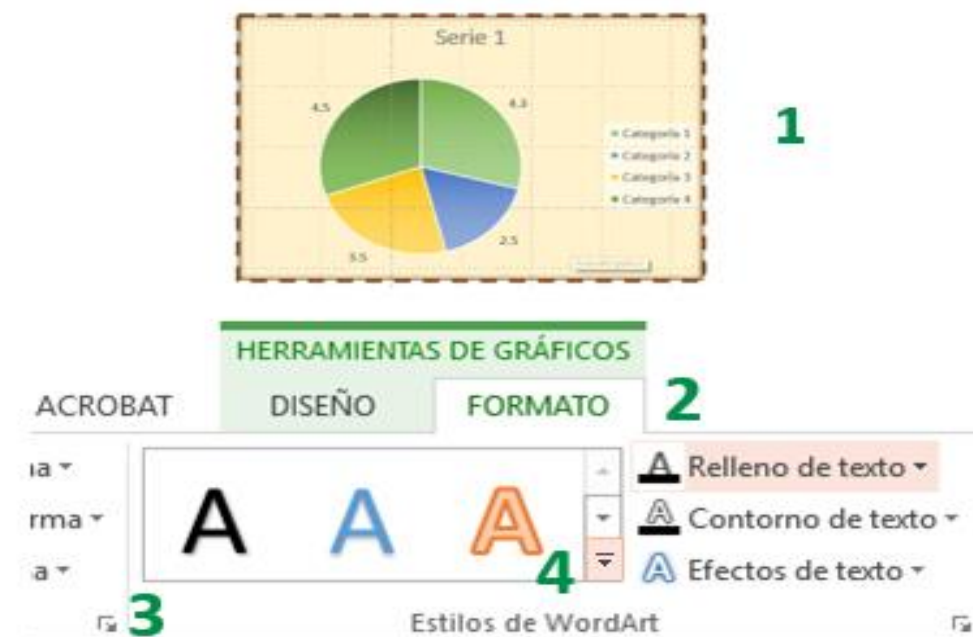 Serie 1
4.5
4.3
1
Categoría 1
Categoría 2
Categoría 3
Categoría 4
2.5
3.5
HERRAMIENTAS DE GRÁFICOS
ACROBAT DISEÑO FORMATO 2
na A A A Relleno de texto
rma Contorno de texto
a 4 Efectos de texto
3 Estilos de WordArt